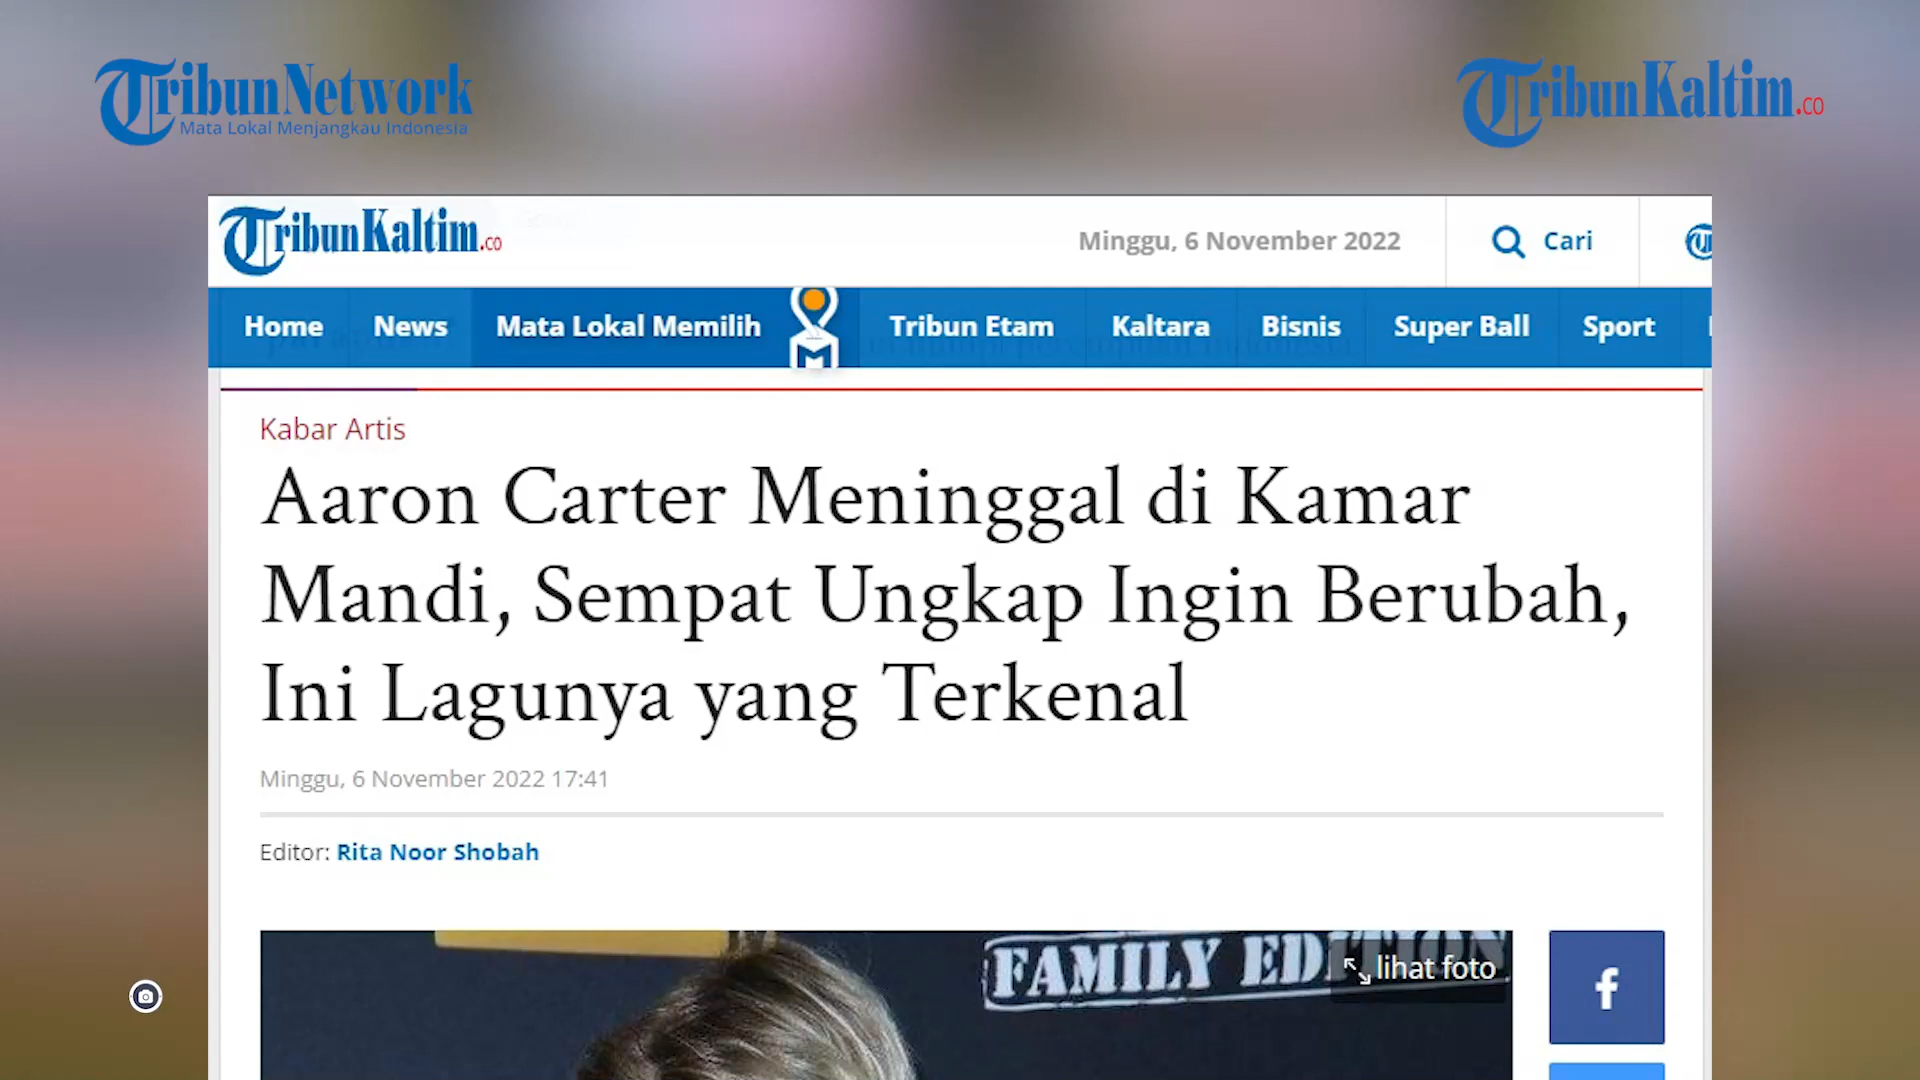 TribunNetwork
Mata Lokal Menjangkau Indonesia
TribunKaltim.co
TribunKaltim.co
Minggu, 6 November 2022
Cari
Home News Mata Lokal Memilih Tribun Etam Kaltara Bisnis Super Ball Sport
Kabar Artis
Aaron Carter Meninggal di Kamar
Mandi, Sempat Ungkap Ingin Berubah,
Ini Lagunya yang Terkenal
Minggu, 6 November 2022 17:41
Editor: Rita Noor Shobah
FAMILY EDITION
lihat foto
f